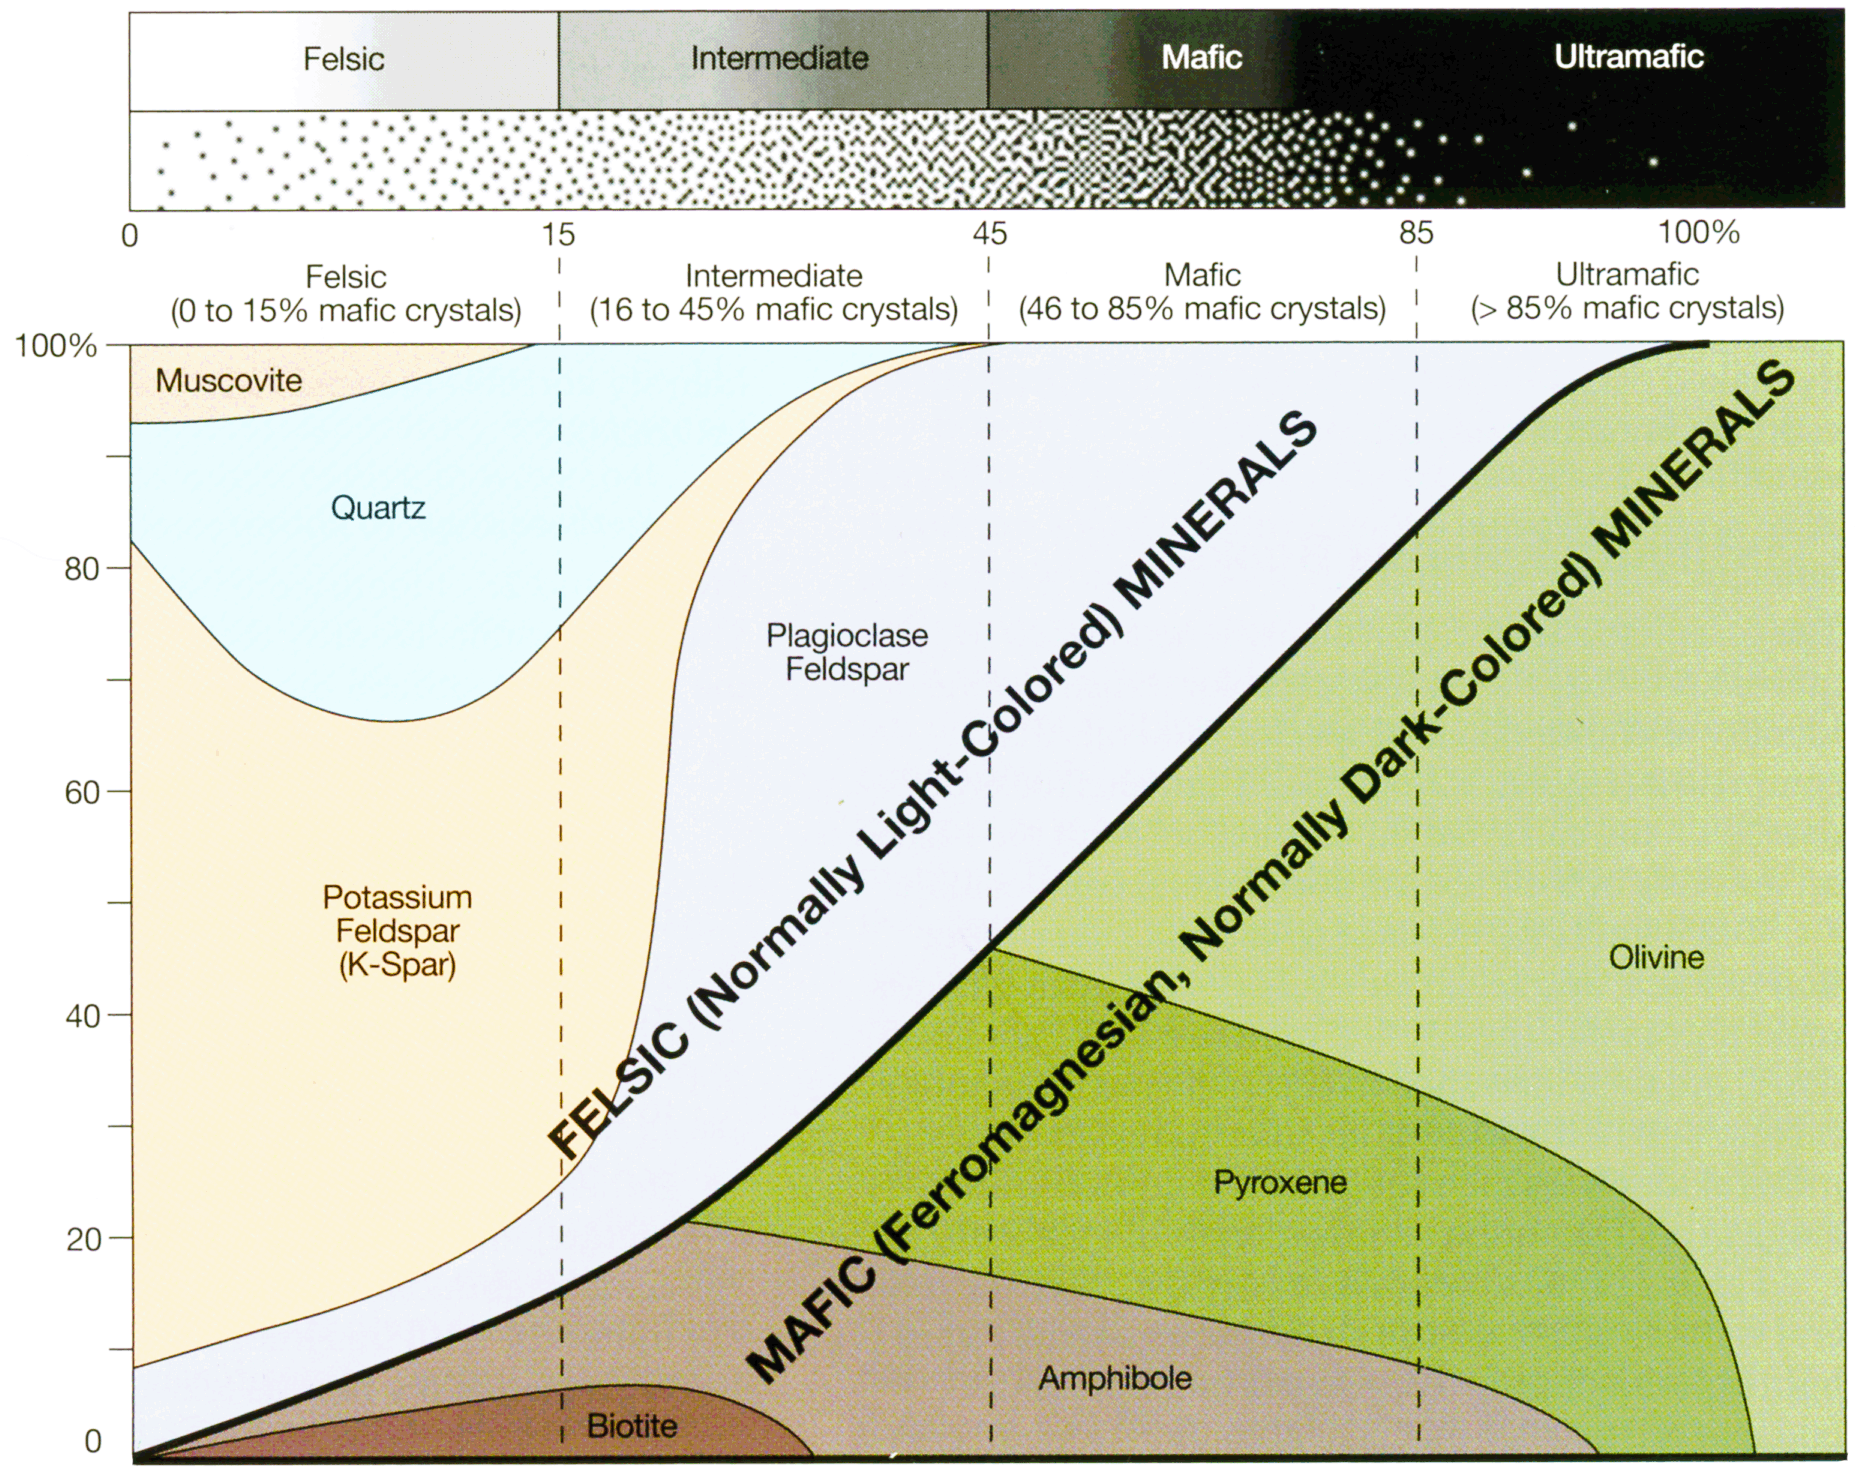 Felsic Intermediate Mafic Ultramafic
0 15 45 85 100%
Felsic
(0 to 15% mafic crystals)
Intermediate
(16 to 45% mafic crystals)
Mafic
(46 to 85% mafic crystals)
Ultramafic
(> 85% mafic crystals)
100%
80
60
40
20
0
Muscovite
Quartz
Potassium
Feldspar
(K-Spar)
Plagioclase
Feldspar
FELSIC (Normally Light-Colored) MINERALS
MAFIC (Ferromagnesian, Normally Dark-Colored) MINERALS
Olivine
Pyroxene
Amphibole
Biotite